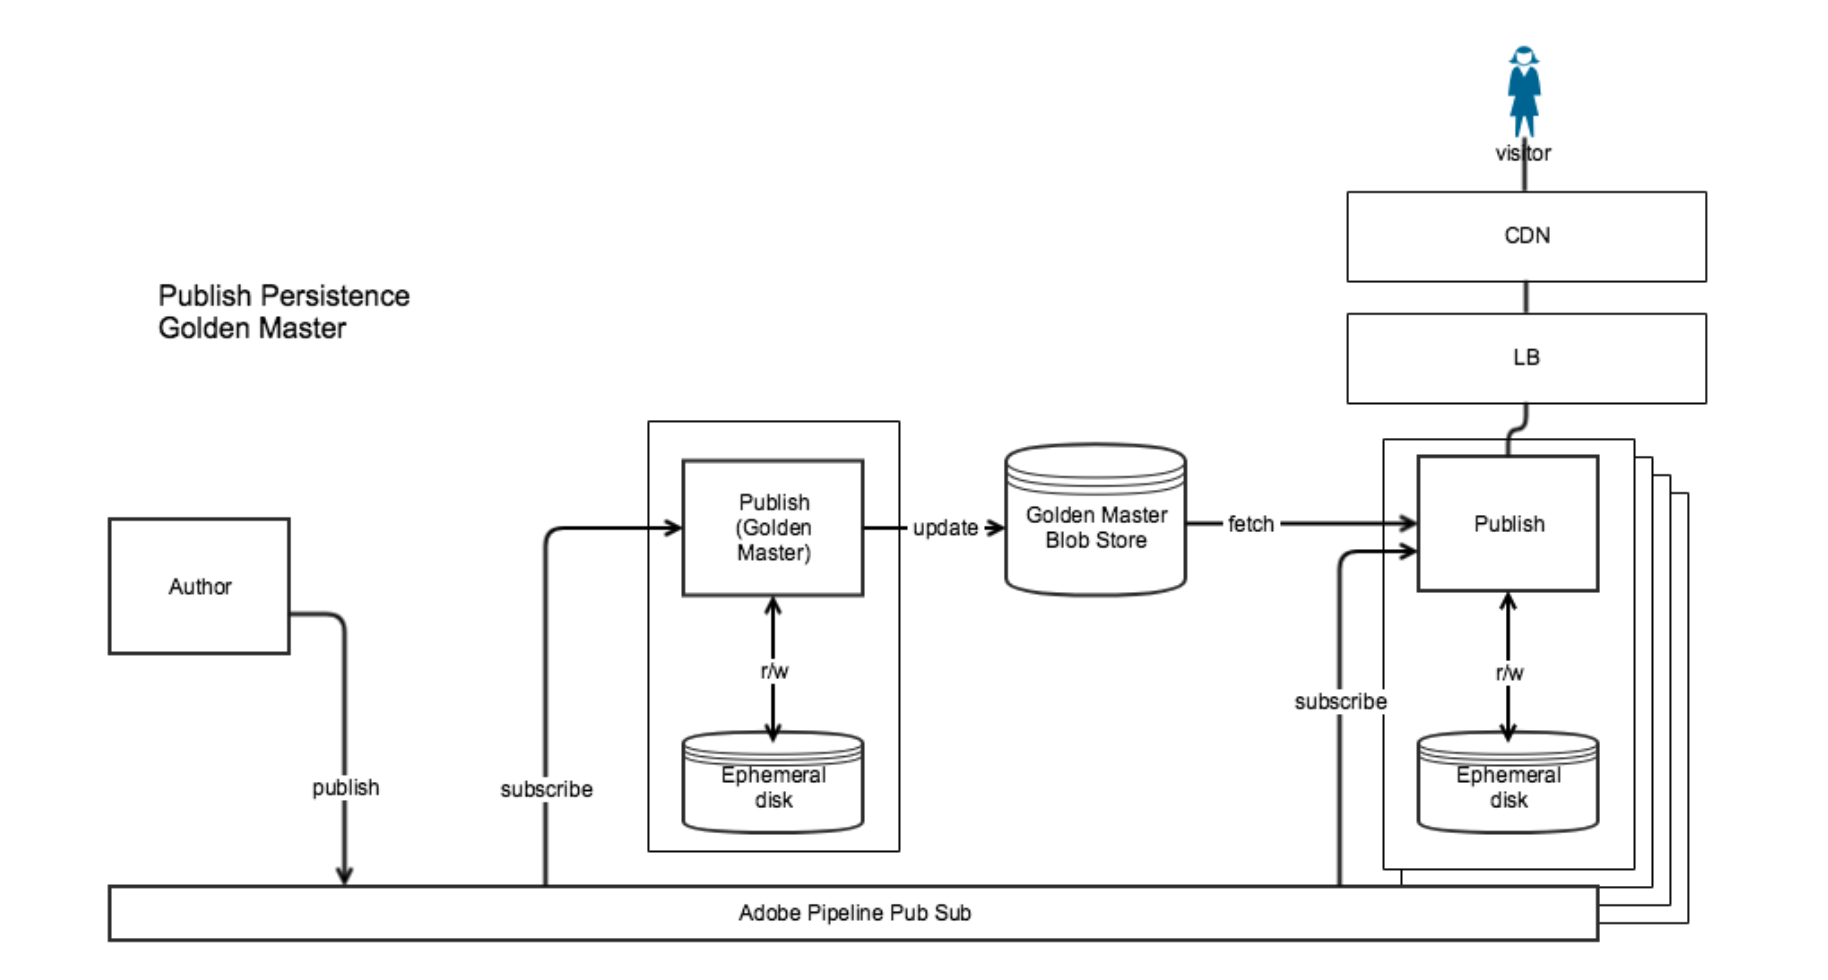 visitor
CDN
LB
Publish Persistence
Golden Master
Author
Publish
(Golden
Master)
update
Golden Master
Blob Store
fetch
Publish
r/w
r/w
subscribe
Ephemeral
disk
Ephemeral
disk
publish
subscribe
Adobe Pipeline Pub Sub